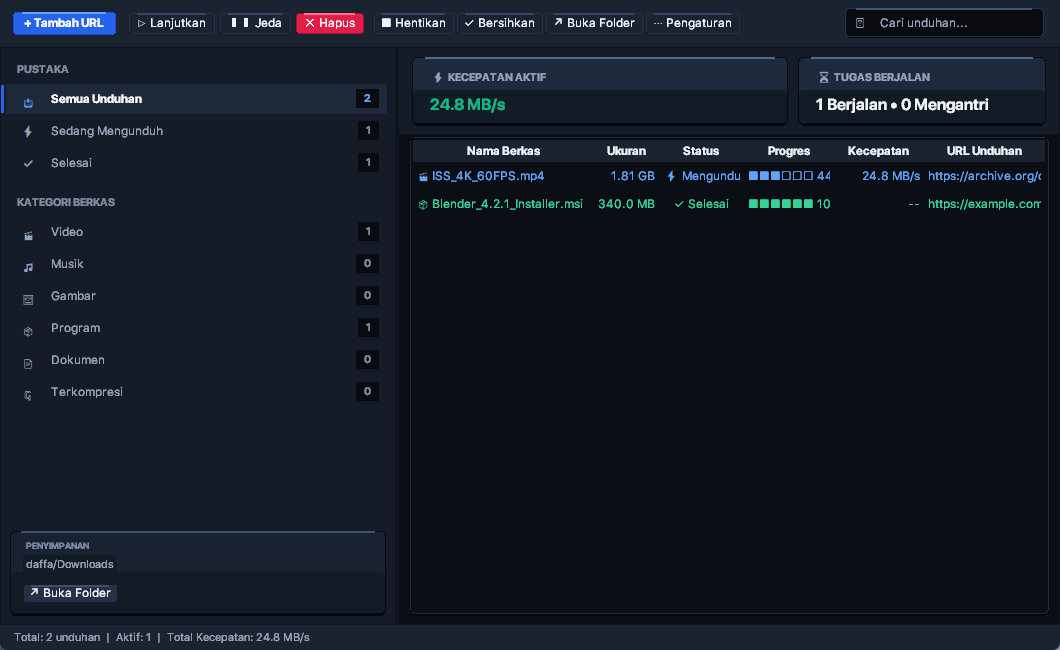 + Tambah URL ▷ Lanjutkan ❚❚ Jeda ✕ Hapus ■ Hentikan ✓ Bersihkan ↗ Buka Folder ··· Pengaturan Cari unduhan...
PUSTAKA
Semua Unduhan 2
Sedang Mengunduh 1
✓ Selesai 1
KATEGORI BERKAS
Video 1
Musik 0
Gambar 0
Program 1
Dokumen 0
Terkompresi 0
PENYIMPANAN
daffa/Downloads
↗ Buka Folder
KECEPATAN AKTIF
24.8 MB/s
TUGAS BERJALAN
1 Berjalan • 0 Mengantri
Nama Berkas Ukuran Status Progres Kecepatan URL Unduhan
ISS_4K_60FPS.mp4 1.81 GB Mengundu ■■■□□□ 44 24.8 MB/s https://archive.org/
Blender_4.2.1_Installer.msi 340.0 MB ✓ Selesai ■■■■■■ 10 -- https://example.com
Total: 2 unduhan | Aktif: 1 | Total Kecepatan: 24.8 MB/s